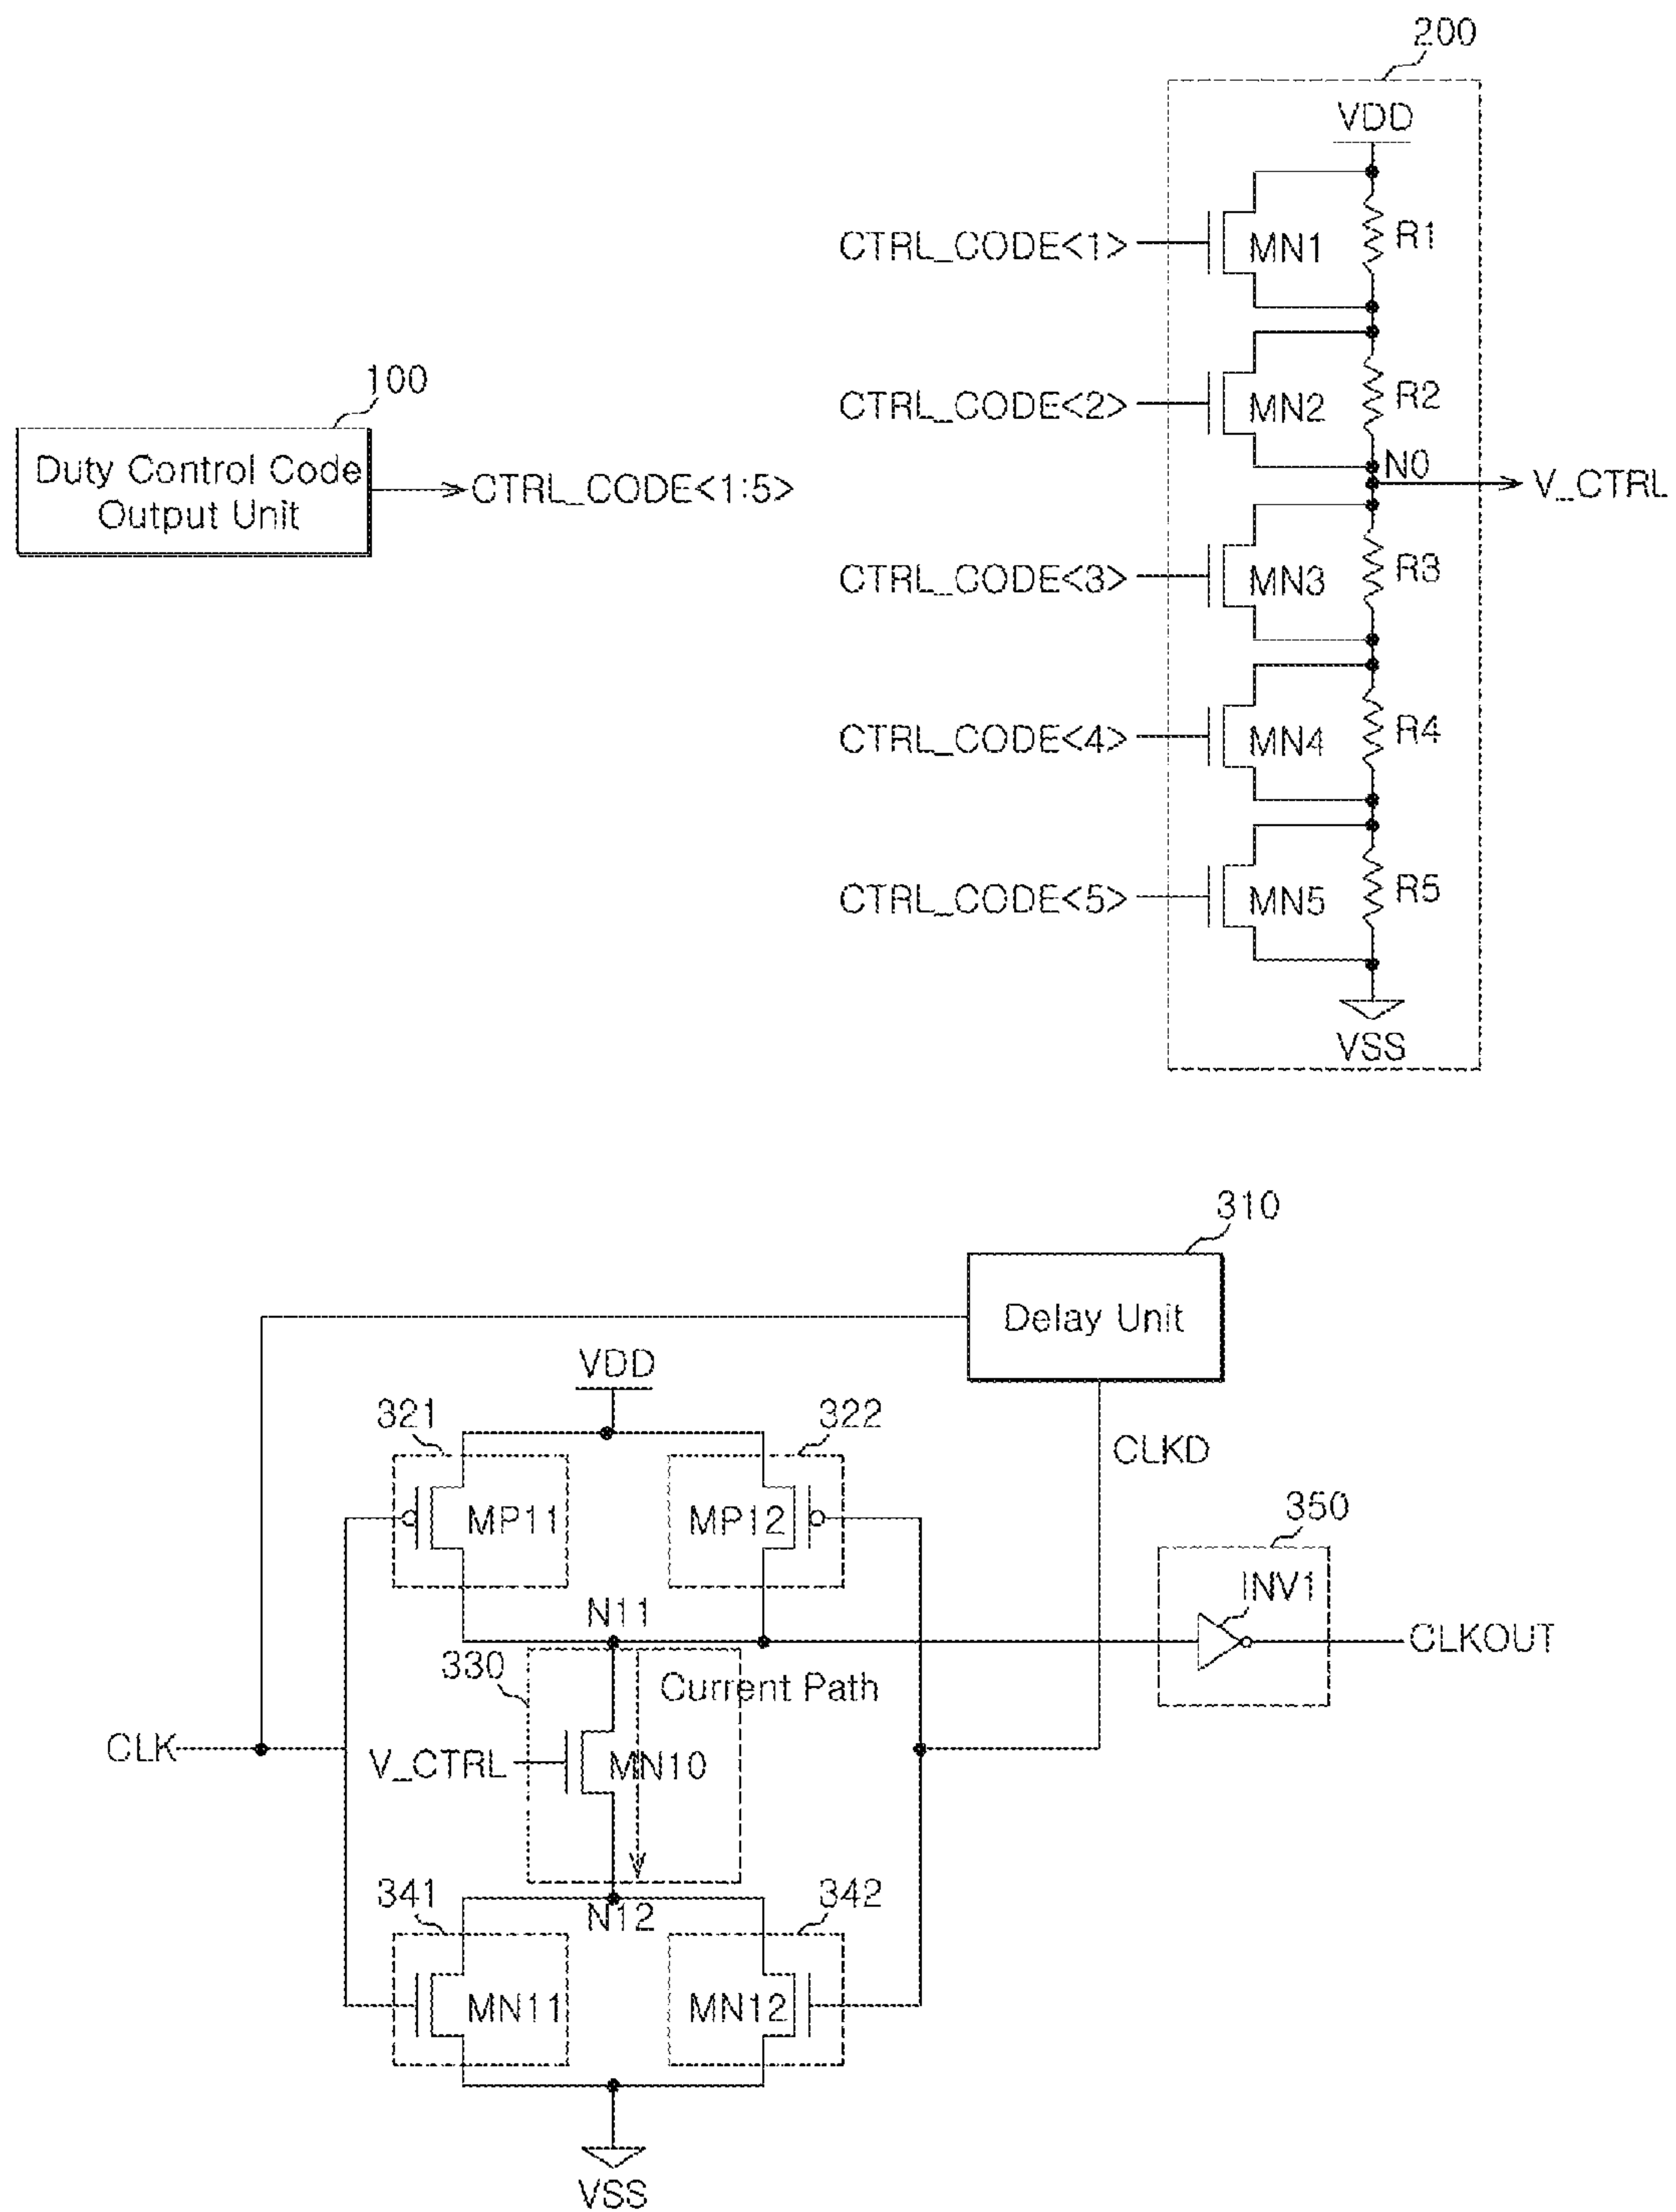 200
VDD
CTRL_CODE<1>
MN1
R1
CTRL_CODE<2>
MN2
R2
100
Duty Control Code
Output Unit
CTRL_CODE<1:5>
N0
V_CTRL
CTRL_CODE<3>
MN3
R3
CTRL_CODE<4>
MN4
R4
CTRL_CODE<5>
MN5
R5
VSS
310
Delay Unit
VDD
321
322
CLKD
MP11
MP12
350
INV1
N11
CLKOUT
330
Current Path
CLK
V_CTRL
MN10
341
N12
342
MN11
MN12
VSS